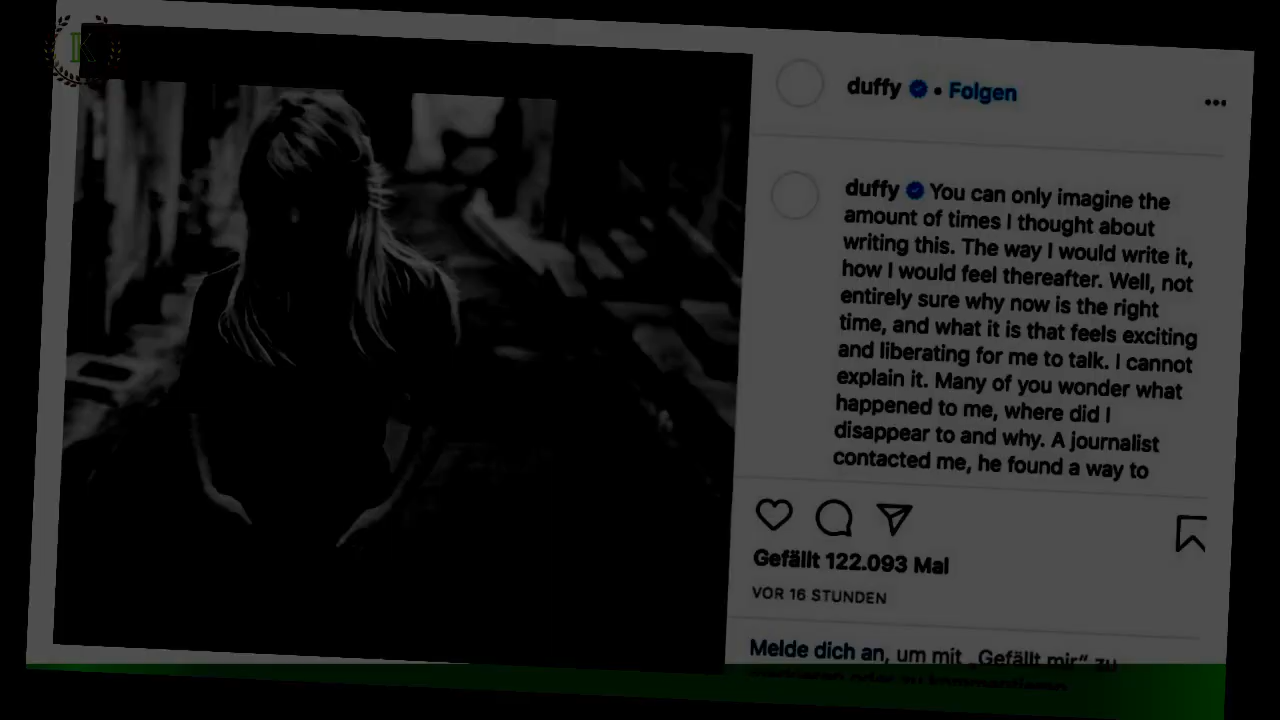 K
duffy • Folgen
duffy You can only imagine the
amount of times I thought about
writing this. The way I would write it,
how I would feel thereafter. Well, not
entirely sure why now is the right
time, and what it is that feels exciting
and liberating for me to talk. I cannot
explain it. Many of you wonder what
happened to me, where did I
disappear to and why. A journalist
contacted me, he found a way to
Gefällt 122.093 Mal
VOR 16 STUNDEN
Melde dich an, um mit „Gefällt mir“ zu